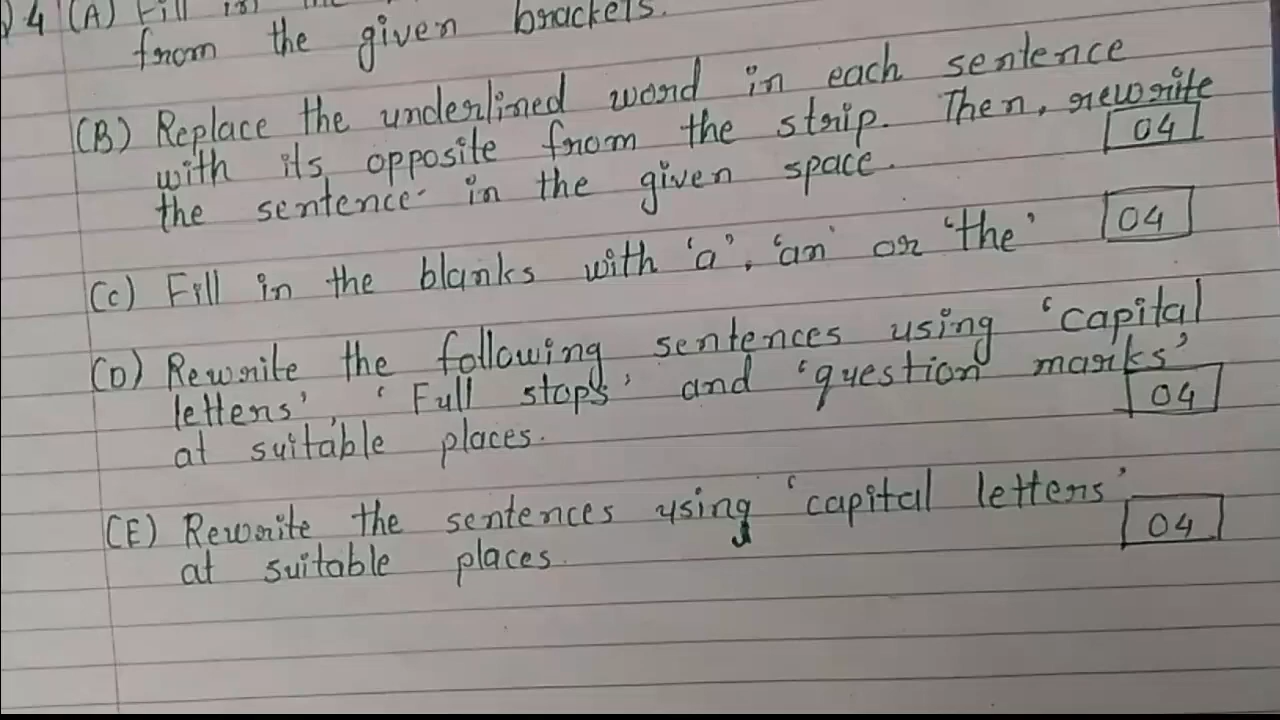 4 (A) Fill in the
from the given brackets.
(B) Replace the underlined word in each sentence
with its opposite from the strip. Then, rewrite
the sentence in the given space. 04
(C) Fill in the blanks with 'a', 'an' or 'the' 04
(D) Rewrite the following sentences using 'capital
letters', 'Full stops' and 'question marks'
at suitable places. 04
(E) Rewrite the sentences using 'capital letters'
at suitable places. 04